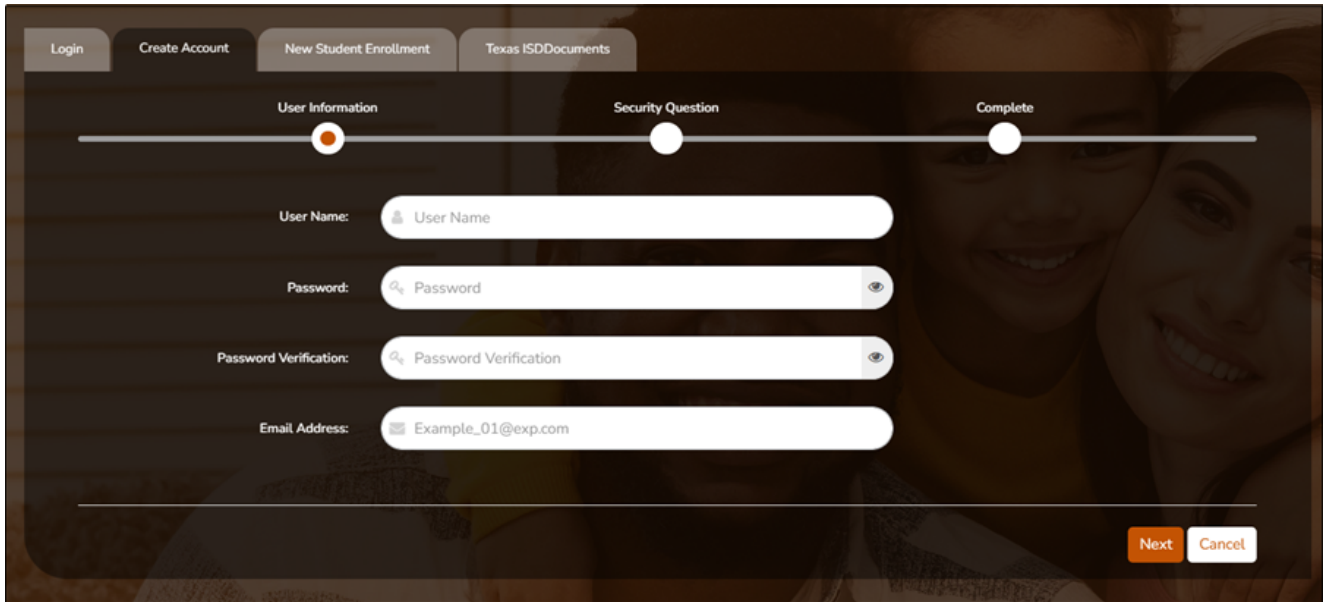 Login
Create Account
New Student Enrollment
Texas ISDDocuments
User Information
Security Question
Complete
User Name:
User Name
Password:
Password
Password Verification:
Password Verification
Email Address:
Example_01@exp.com
Next
Cancel